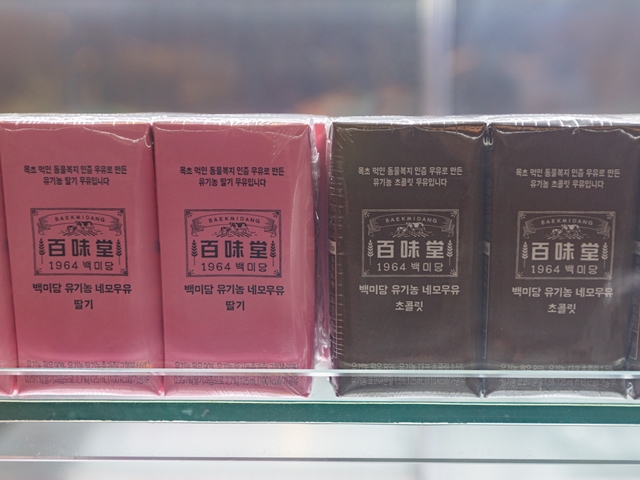 목초 먹인 동물복지 인증 우유로 만든
유기농 딸기 우유입니다
BAEKMIDANG
百味堂
1964 백미당
백미당 유기농 네모우유
딸기
목초 먹인 동물복지 인증 우유로 만든
유기농 딸기 우유입니다
BAEKMIDANG
百味堂
1964 백미당
백미당 유기농 네모우유
딸기
목초 먹인 동물복지 인증 우유로 만든
유기농 초콜릿 우유입니다
BAEKMIDANG
百味堂
1964 백미당
백미당 유기농 네모우유
초콜릿
목초 먹인 동물복지 인증 우유로 만든
유기농 초콜릿 우유입니다
BAEKMIDANG
百味堂
1964 백미당
백미당 유기농 네모우유
초콜릿